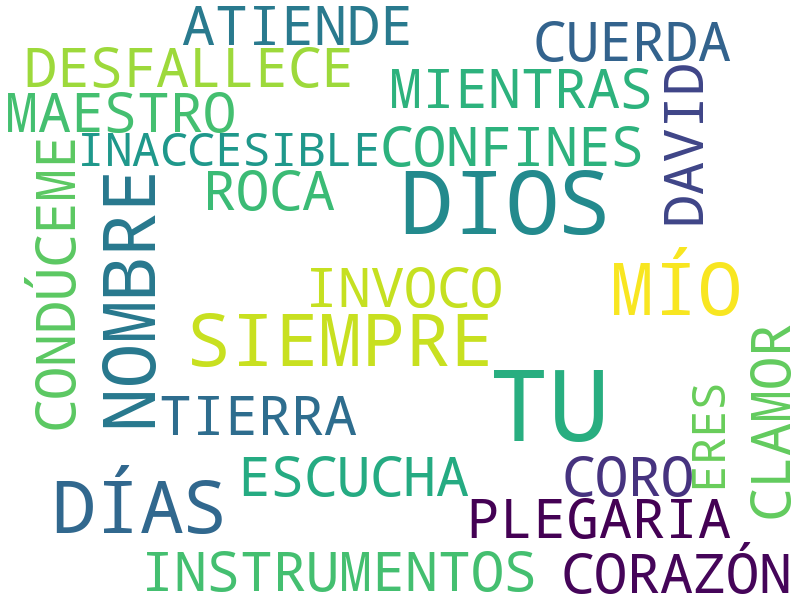 ATIENDE
CUERDA
DESFALLECE
MIENTRAS
DAVID
MAESTRO
INACCESIBLE
CONFINES
CONDÚCEME
ROCA
DIOS
NOMBRE
INVOCO
MÍO
SIEMPRE
TU
CLAMOR
TIERRA
ERES
ESCUCHA
CORO
DÍAS
PLEGARIA
INSTRUMENTOS
CORAZÓN